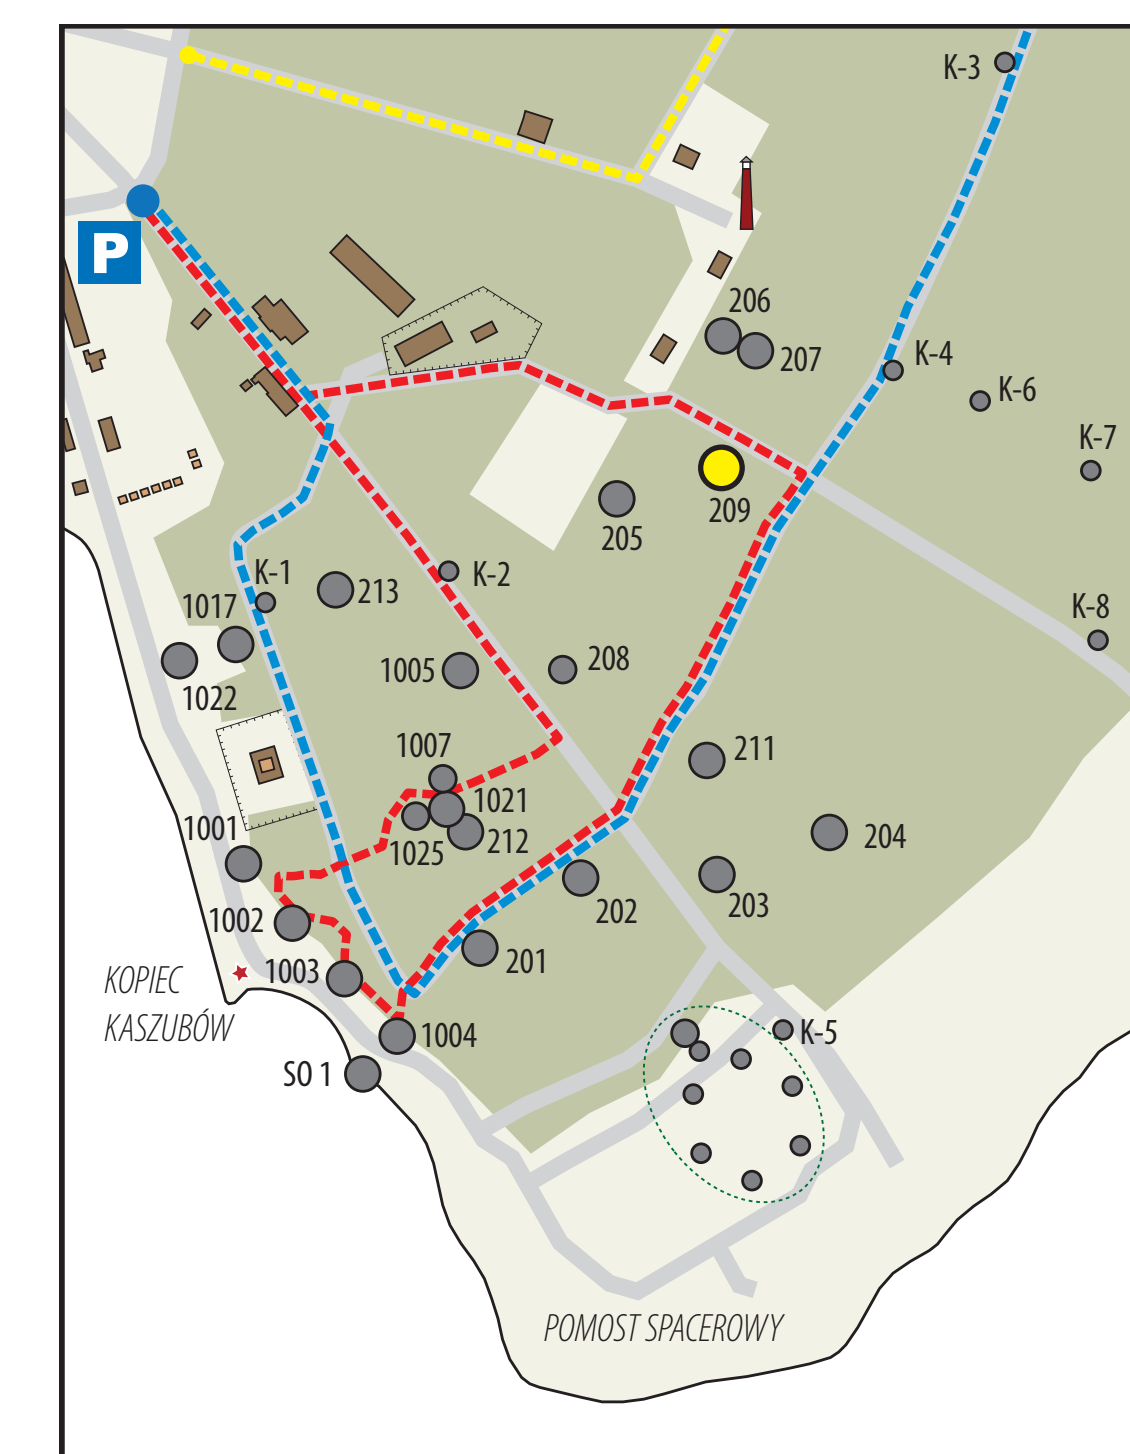 K-3
P
206
207
K-4
K-6
K-7
209
205
K-1
K-2
213
1017
K-8
208
1005
1022
1007
211
1021
1001
212
1025
204
202
203
1002
201
1003
KOPIEC
KASZUBÓW
1004
K-5
SO 1
POMOST SPACEROWY